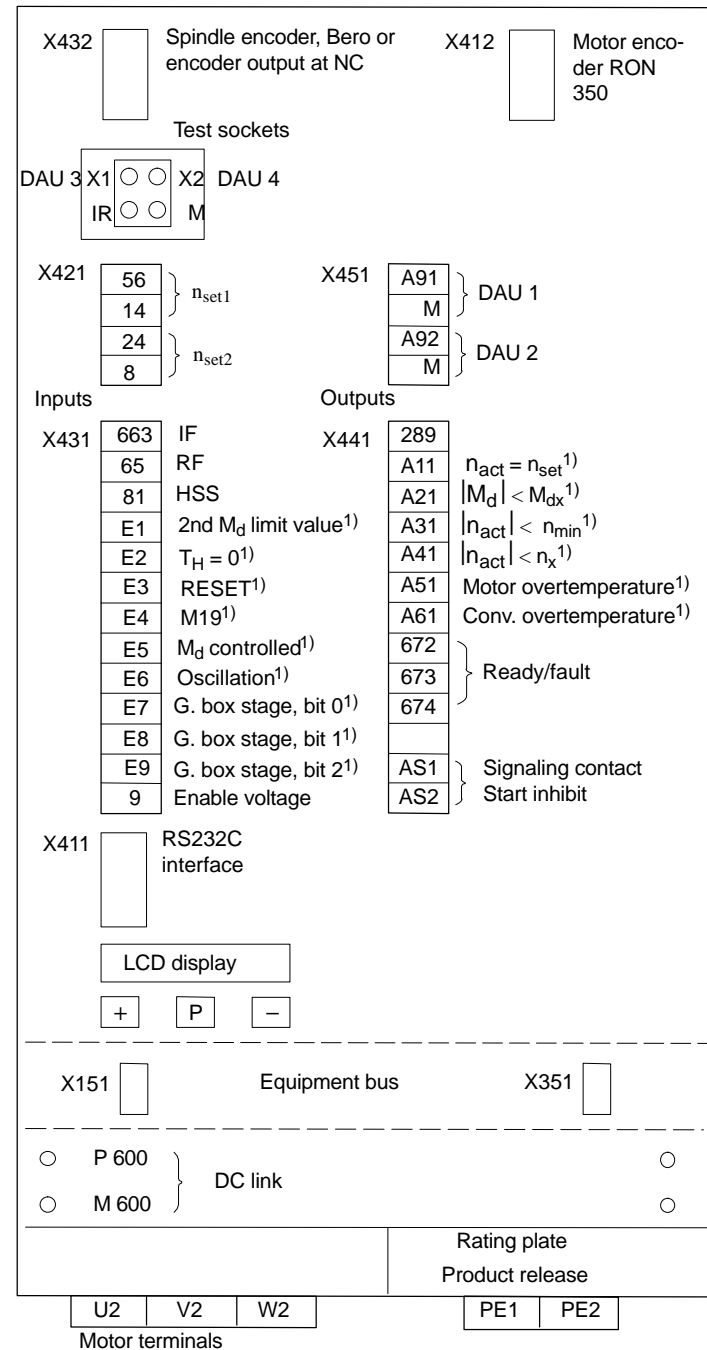 X432 Spindle encoder, Bero or
encoder output at NC
X412 Motor enco-
der RON
350
Test sockets
DAU 3 X1 X2 DAU 4
IR M
X421
56
14
nset1
24
8
nset2
X451
A91
M
DAU 1
A92
M
DAU 2
Inputs
X431
663 IF
65 RF
81 HSS
E1 2nd Md limit value1)
E2 TH = 01)
E3 RESET1)
E4 M191)
E5 Md controlled1)
E6 Oscillation1)
E7 G. box stage, bit 01)
E8 G. box stage, bit 11)
E9 G. box stage, bit 21)
9 Enable voltage
Outputs
X441
289
A11 nact = nset1)
A21 |Md| < Mdx1)
A31 |nact| < nmin1)
A41 |nact| < nx1)
A51 Motor overtemperature1)
A61 Conv. overtemperature1)
672
673 Ready/fault
674
AS1 Signaling contact
AS2 Start inhibit
X411 RS232C
interface
LCD display
+ P −
X151 Equipment bus X351
P 600
M 600
DC link
Rating plate
Product release
U2 V2 W2 PE1 PE2
Motor terminals